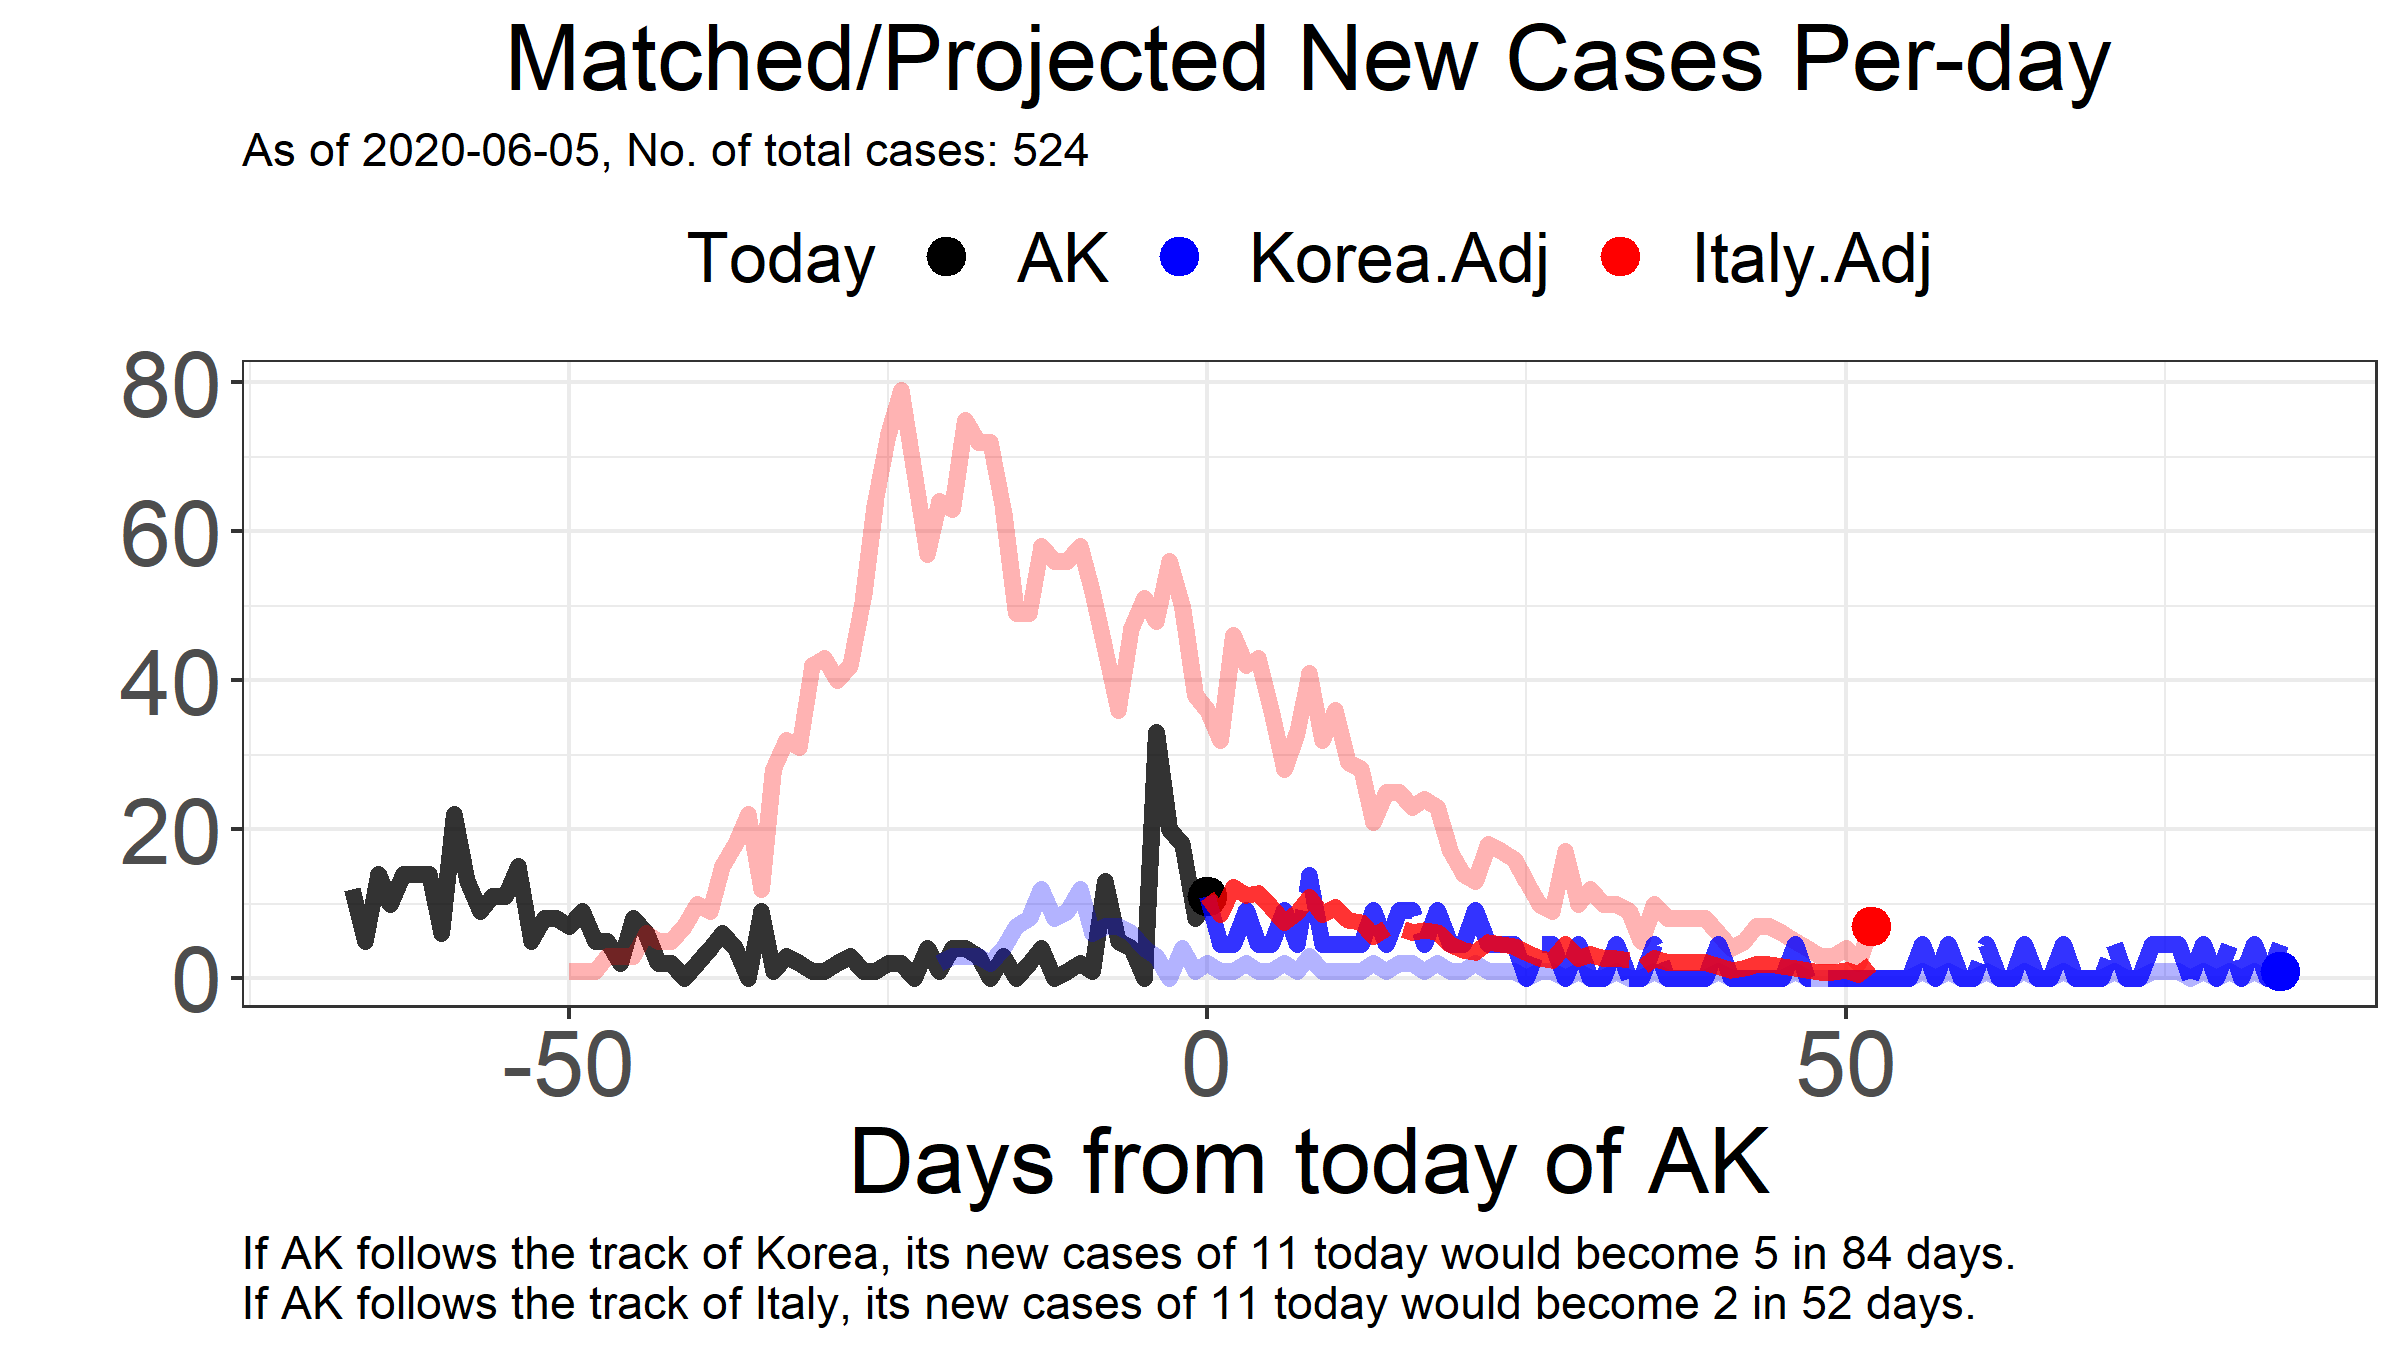 Matched/Projected New Cases Per-day
As of 2020-06-05, No. of total cases: 524
Today AK Korea.Adj Italy.Adj
80
60
40
20
0
-50 0 50
Days from today of AK
If AK follows the track of Korea, its new cases of 11 today would become 5 in 84 days.
If AK follows the track of Italy, its new cases of 11 today would become 2 in 52 days.